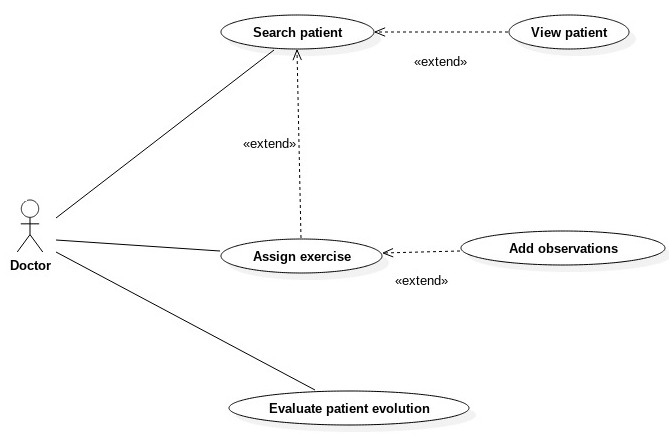 Search patient
View patient
«extend»
«extend»
Doctor
Assign exercise
Add observations
«extend»
Evaluate patient evolution